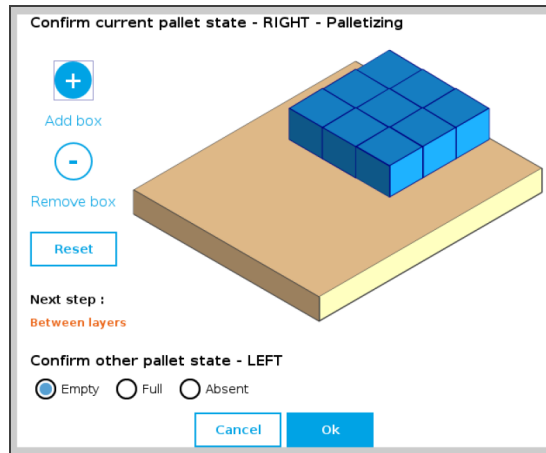 Confirm current pallet state - RIGHT - Palletizing
+
Add box
-
Remove box
Reset
Next step :
Between layers
Confirm other pallet state - LEFT
Empty Full Absent
Cancel Ok